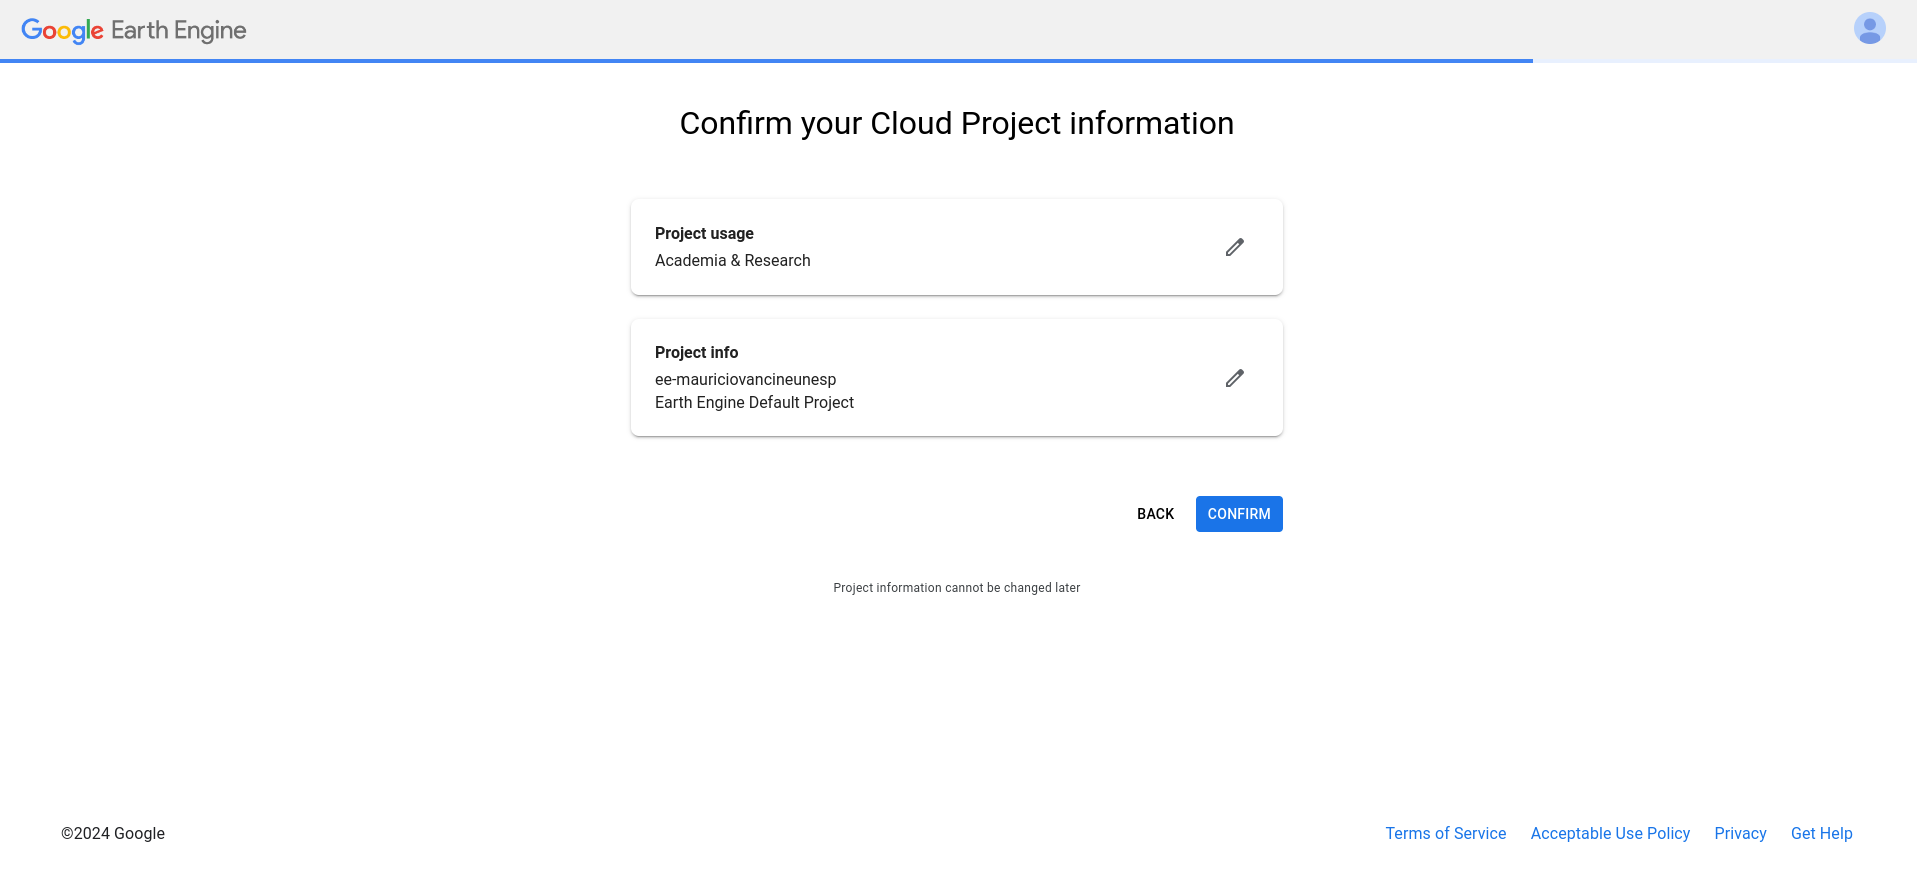 Google Earth Engine
Confirm your Cloud Project information
Project usage
Academia & Research
Project info
ee-mauriciovancineunesp
Earth Engine Default Project
BACK CONFIRM
Project information cannot be changed later
©2024 Google Terms of Service Acceptable Use Policy Privacy Get Help